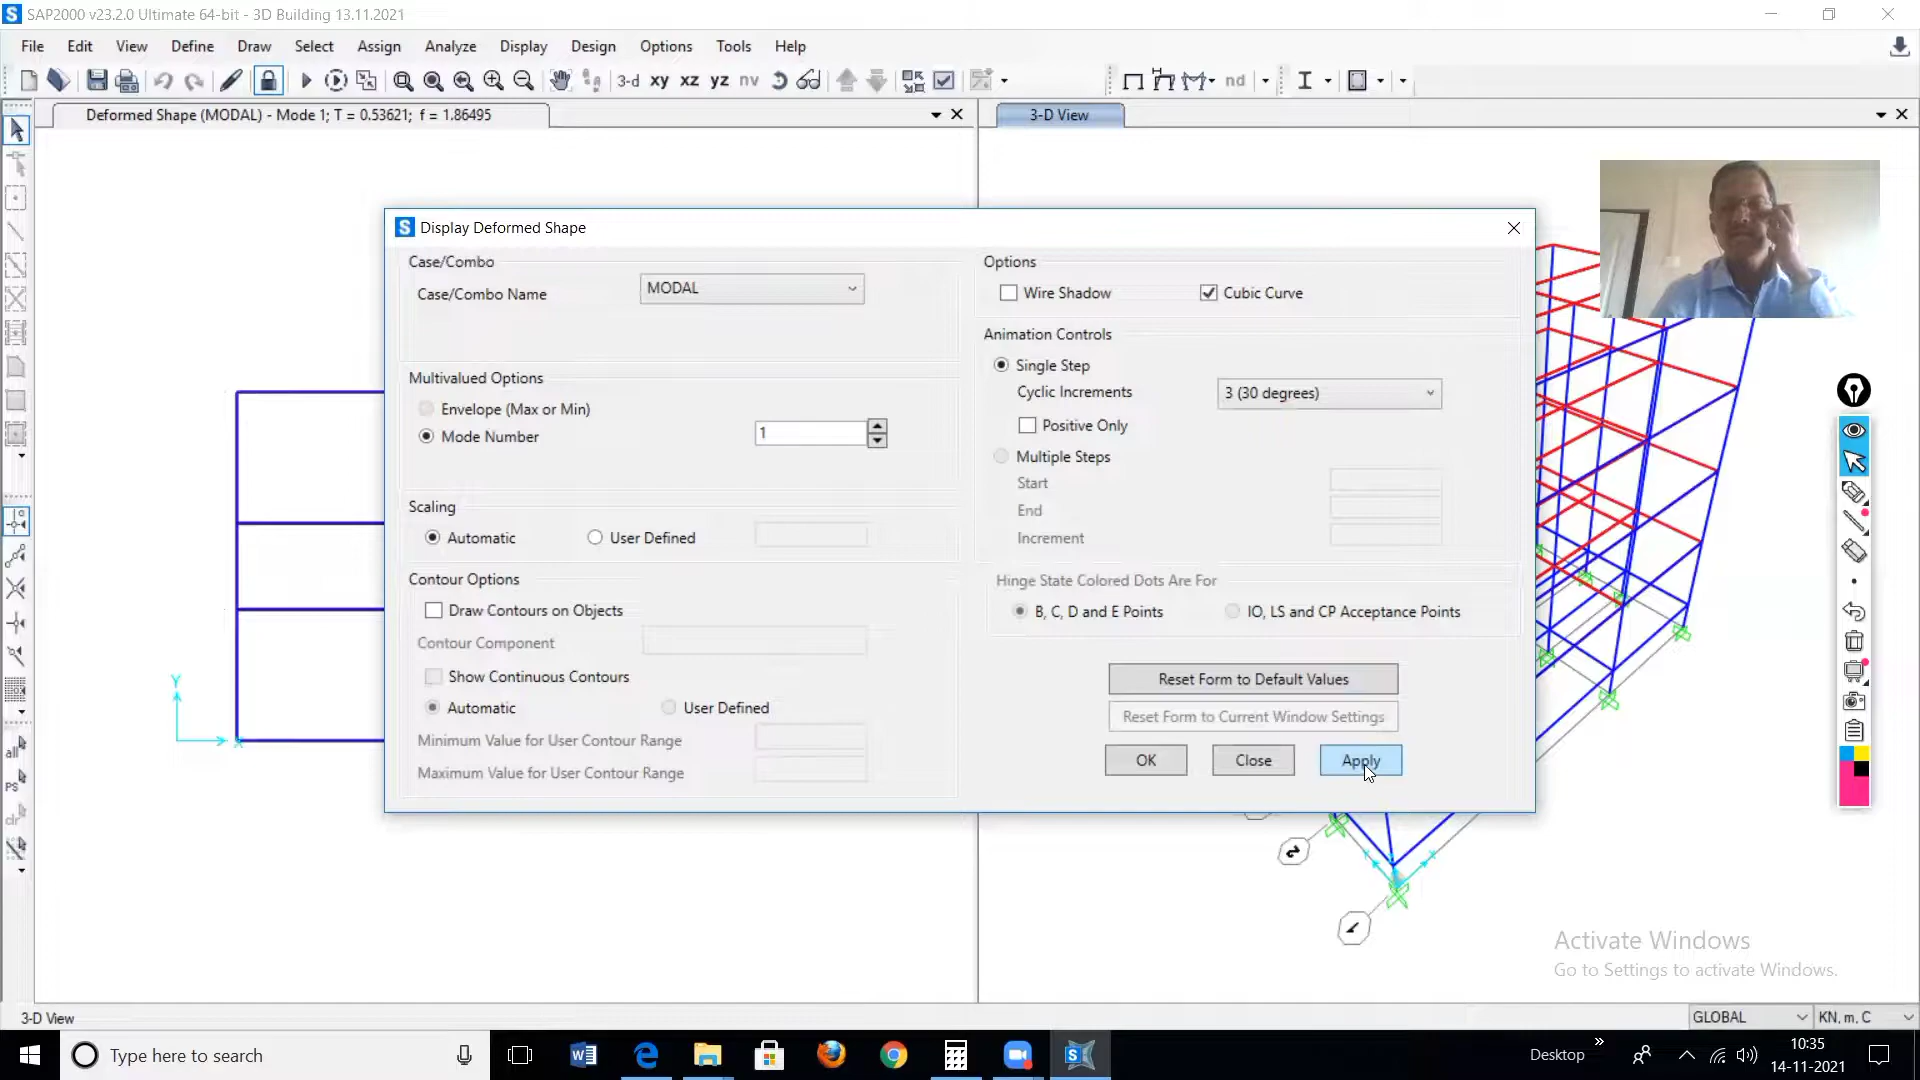 SAP2000 v23.2.0 Ultimate 64-bit - 3D Building 13.11.2021
File Edit View Define Draw Select Assign Analyze Display Design Options Tools Help
3-d xy xz yz nv nd
Deformed Shape (MODAL) - Mode 1; T = 0.53621; f = 1.86495
3-D View
Display Deformed Shape
Case/Combo
Case/Combo Name MODAL
Multivalued Options
Envelope (Max or Min)
Mode Number 1
Scaling
Automatic User Defined
Contour Options
Draw Contours on Objects
Contour Component
Show Continuous Contours
Automatic User Defined
Minimum Value for User Contour Range
Maximum Value for User Contour Range
Options
Wire Shadow Cubic Curve
Animation Controls
Single Step
Cyclic Increments 3 (30 degrees)
Positive Only
Multiple Steps
Start
End
Increment
Hinge State Colored Dots Are For
B, C, D and E Points IO, LS and CP Acceptance Points
Reset Form to Default Values
Reset Form to Current Window Settings
OK Close Apply
Y
X
all
PS
clr
Activate Windows
Go to Settings to activate Windows.
3-D View
GLOBAL KN, m, C
Type here to search
Desktop
10:35
14-11-2021